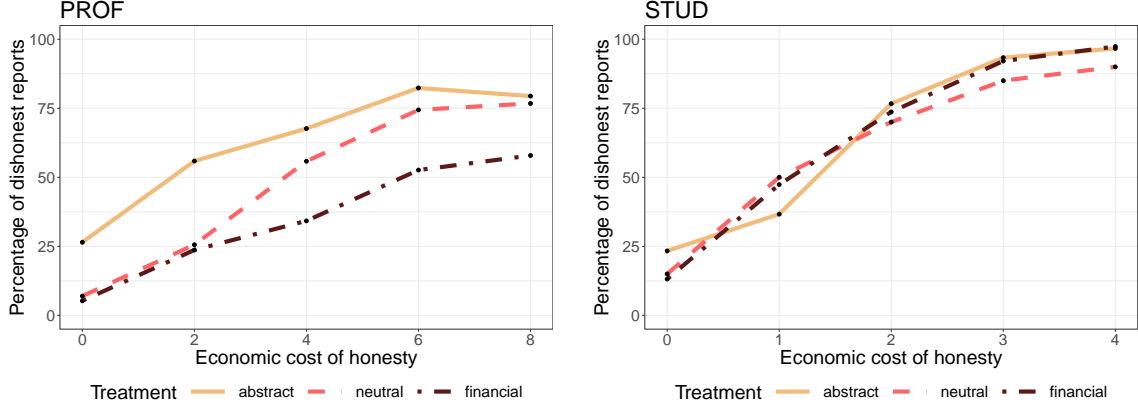 PROF
Percentage of dishonest reports
100
75
50
25
0
0 2 4 6 8
Economic cost of honesty
Treatment abstract neutral financial
STUD
Percentage of dishonest reports
100
75
50
25
0
0 1 2 3 4
Economic cost of honesty
Treatment abstract neutral financial